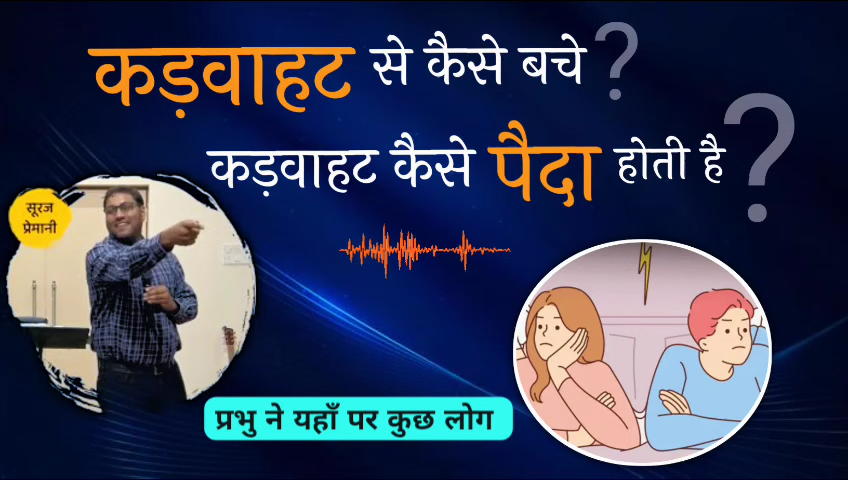 कड़वाहट से कैसे बचे ?
कड़वाहट कैसे पैदा होती है ?
सूरज
प्रेमानी
प्रभु ने यहाँ पर कुछ लोग